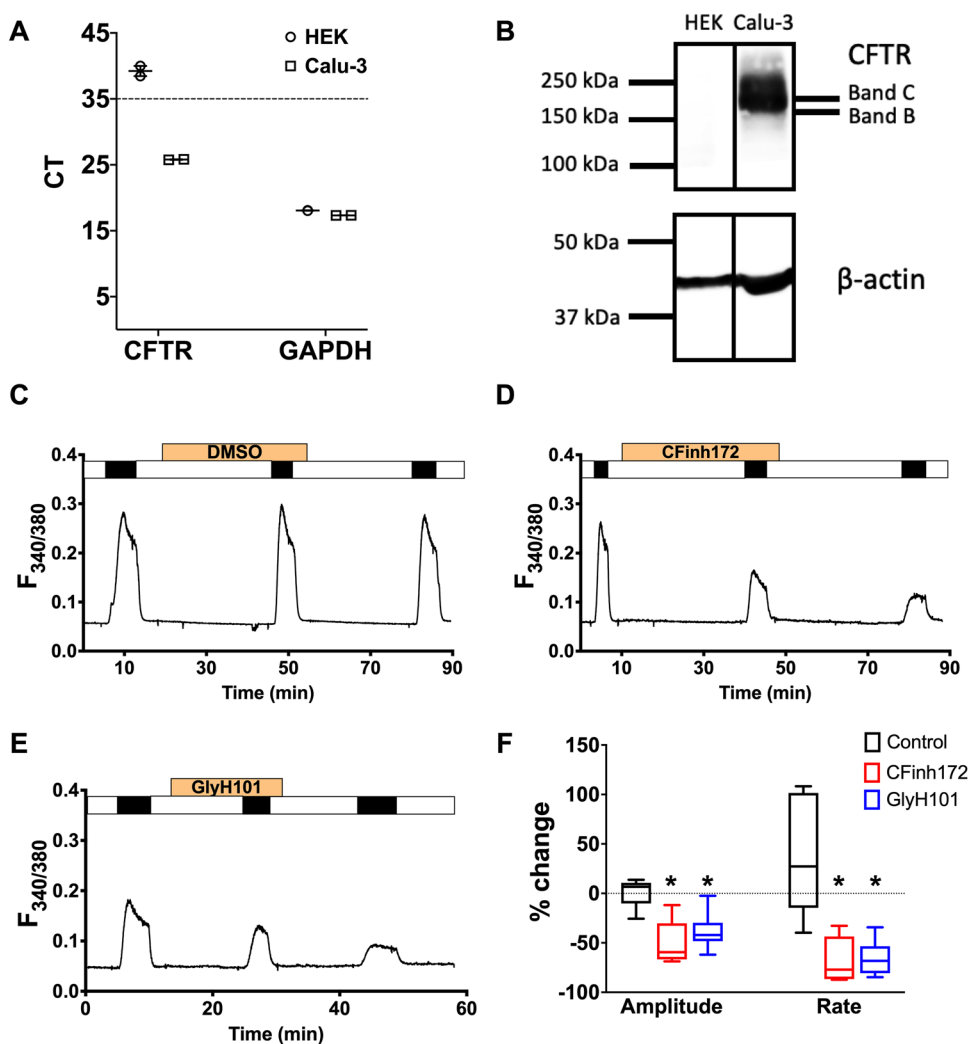 A
45
35
25
15
5
CT
HEK
Calu-3
CFTR
GAPDH
B
HEK Calu-3
250 kDa
150 kDa
100 kDa
CFTR
Band C
Band B
50 kDa
37 kDa
β-actin
C
DMSO
0.4
0.3
0.2
0.1
0.0
F340/380
10 30 50 70 90
Time (min)
D
CFinh172
0.4
0.3
0.2
0.1
0.0
F340/380
10 30 50 70 90
Time (min)
E
GlyH101
0.4
0.3
0.2
0.1
0.0
F340/380
0 20 40 60
Time (min)
F
150
100
50
0
-50
-100
% change
Control
CFinh172
GlyH101
* *
* *
Amplitude
Rate